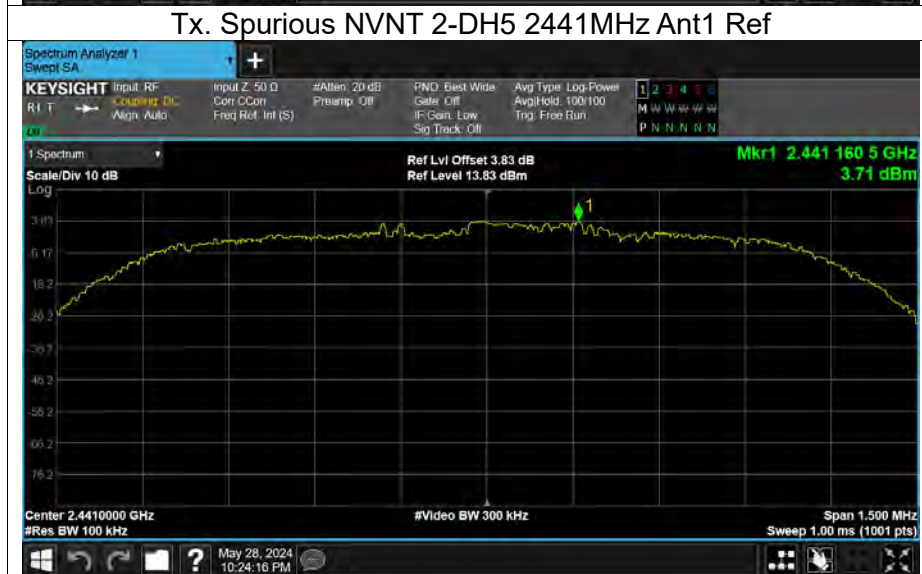 Tx. Spurious NVNT 2-DH5 2441MHz Ant1 Ref
Spectrum Analyzer 1
Swept SA
+
KEYSIGHT Input: RF Input Z: 50 Ω #Atten: 20 dB PNO: Best Wide Avg Type: Log-Power 1 2 3 4 5 6
R L T Coupling: DC Corr CCorr Preamp: Off Gate: Off Avg|Hold: 100/100 M W W W W W
Align: Auto Freq Ref: Int (S) IF Gain: Low Trig: Free Run
Sig Track: Off P N N N N N
1 Spectrum Ref Lvl Offset 3.83 dB Mkr1 2.441 160 5 GHz
Scale/Div 10 dB Ref Level 13.83 dBm 3.71 dBm
Log
3.83
1
-6.17
-16.2
-26.2
-36.2
-46.2
-56.2
-66.2
-76.2
Center 2.4410000 GHz #Video BW 300 kHz Span 1.500 MHz
#Res BW 100 kHz Sweep 1.00 ms (1001 pts)
? May 28, 2024
10:24:16 PM